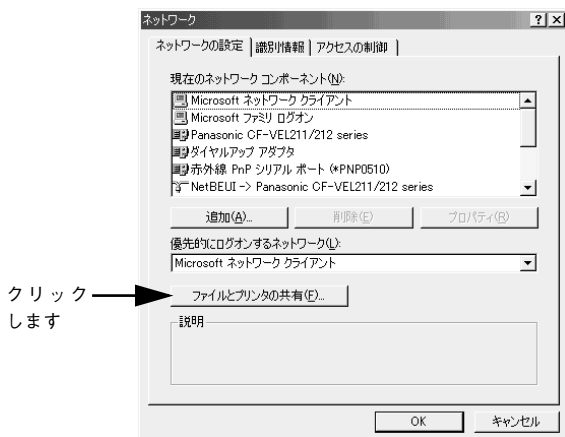 ネットワーク
ネットワークの設定 識別情報 アクセスの制御
現在のネットワーク コンポーネント(N):
Microsoft ネットワーク クライアント
Microsoft ファミリ ログオン
Panasonic CF-VEL211/212 series
ダイヤルアップ アダプタ
赤外線 PnP シリアル ポート (*PNP0510)
NetBEUI -> Panasonic CF-VEL211/212 series
追加(A)... 削除(E) プロパティ(R)
優先的にログオンするネットワーク(L):
Microsoft ネットワーク クライアント
クリック
します
ファイルとプリンタの共有(F)...
説明
OK キャンセル